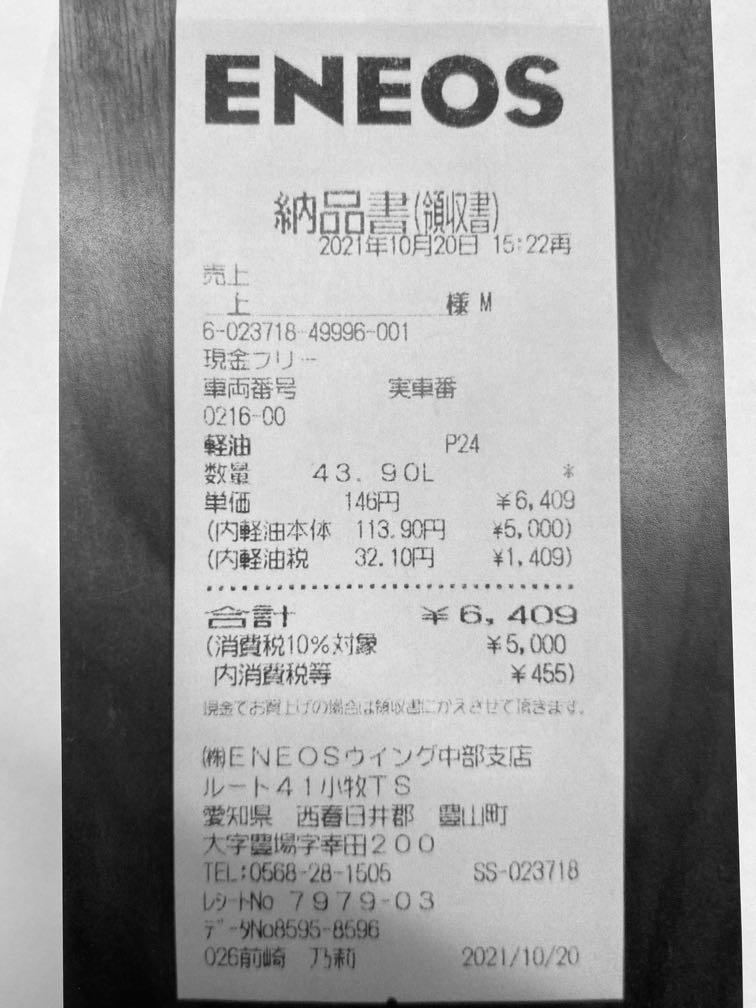 ENEOS
納品書(領収書)
2021年10月20日 15:22再
売上
上 様 M
6-023718-49996-001
現金フリー
車両番号 実車番
0216-00
軽油 P24
数量 43.90L *
単価 146円 ¥6,409
(内軽油本体 113.90円 ¥5,000)
(内軽油税 32.10円 ¥1,409)
合計 ¥6,409
(消費税10%対象 ¥5,000
内消費税等 ¥455)
現金でお買上げの場合は領収書にかえさせて頂きます。
㈱ENEOSウイング中部支店
ルート41小牧TS
愛知県 西春日井郡 豊山町
大字豊場字幸田200
TEL:0568-28-1505 SS-023718
レシートNo 7979-03
データNo8595-8596
026前崎 乃莉 2021/10/20